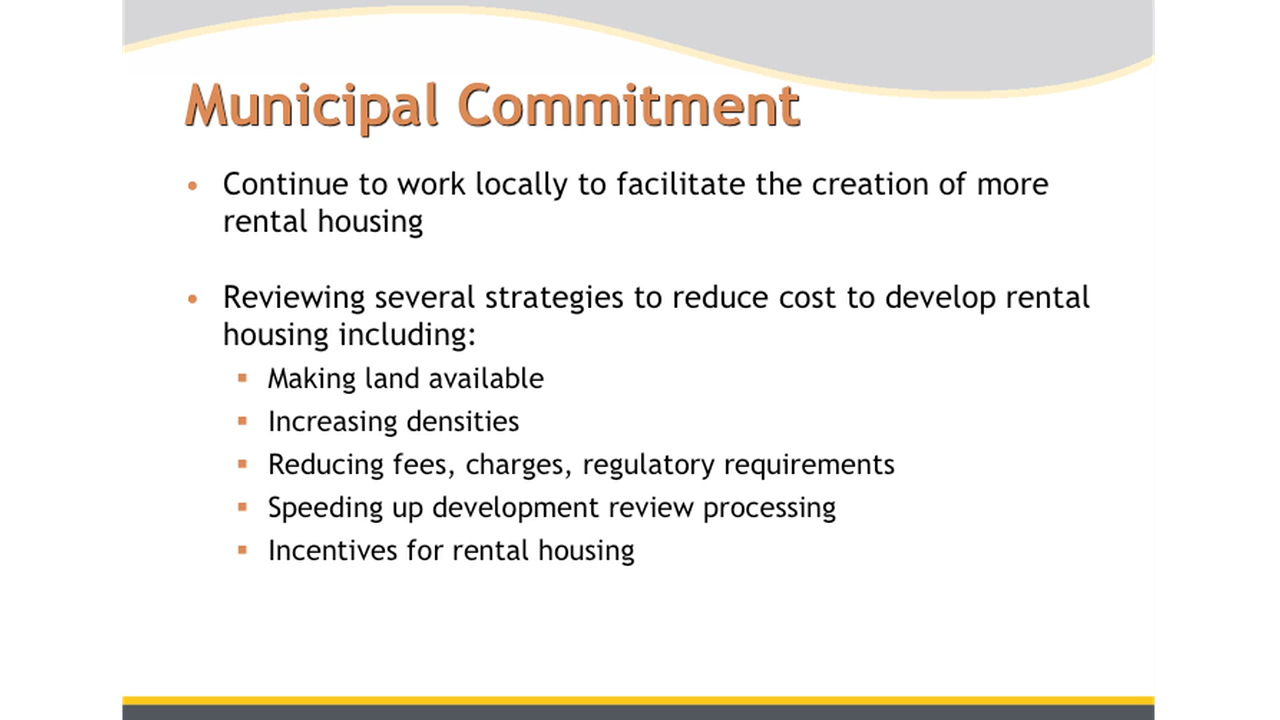 Municipal Commitment
• Continue to work locally to facilitate the creation of more
rental housing
• Reviewing several strategies to reduce cost to develop rental
housing including:
▪ Making land available
▪ Increasing densities
▪ Reducing fees, charges, regulatory requirements
▪ Speeding up development review processing
▪ Incentives for rental housing